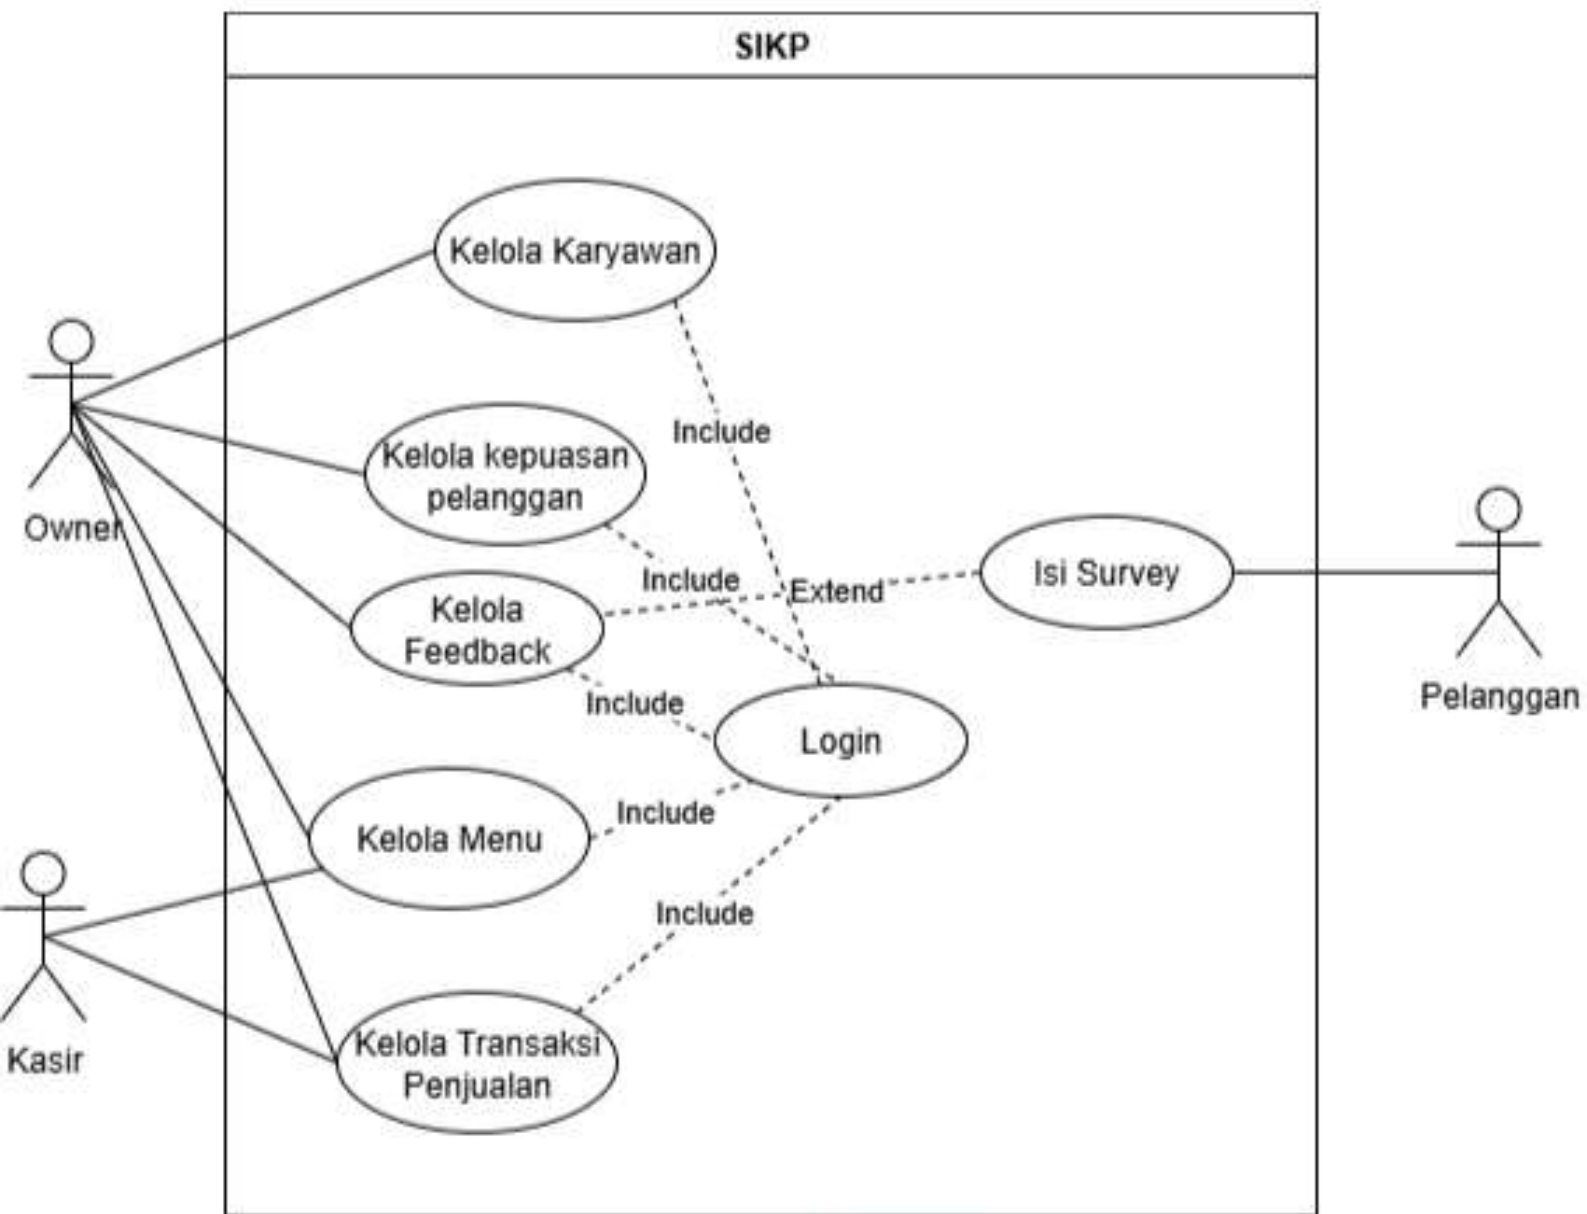 SIKP
Kelola Karyawan
Include
Kelola kepuasan
pelanggan
Owner
Include
Extend
Isi Survey
Kelola
Feedback
Include
Pelanggan
Login
Include
Kelola Menu
Include
Kasir
Kelola Transaksi
Penjualan